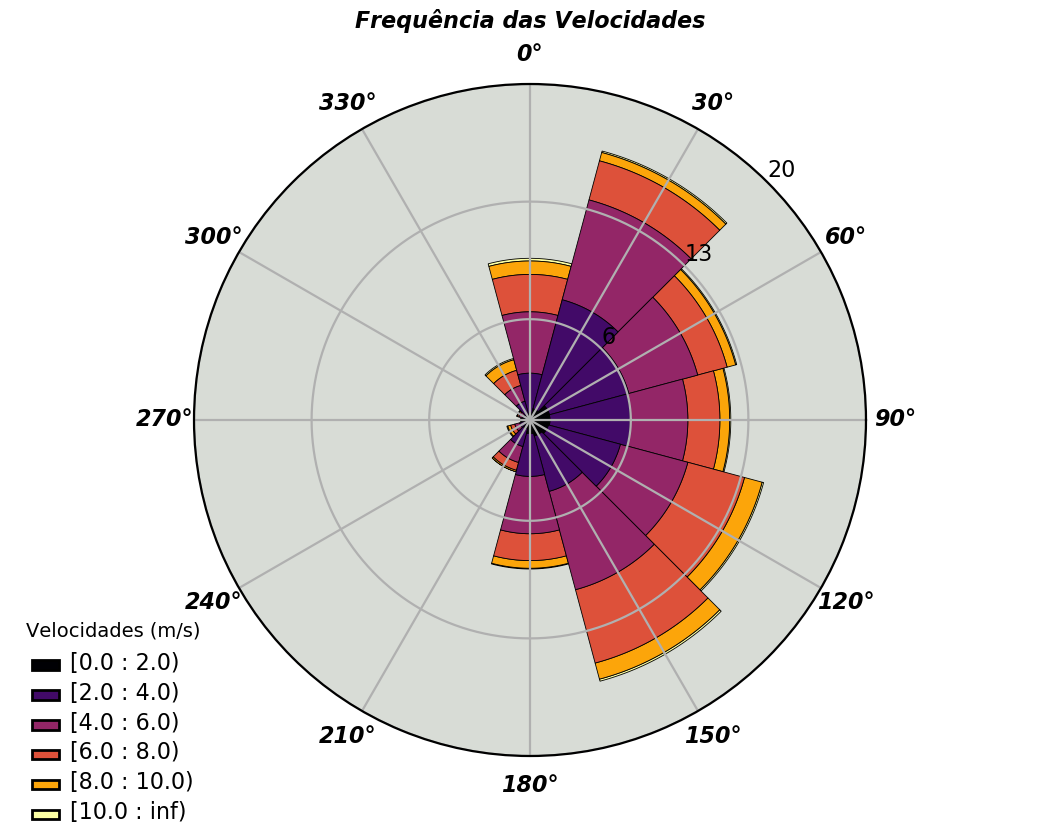 Frequência das Velocidades
0°
330°
30°
20
300°
60°
13
6
270°
90°
240°
120°
210°
150°
180°
Velocidades (m/s)
[0.0 : 2.0)
[2.0 : 4.0)
[4.0 : 6.0)
[6.0 : 8.0)
[8.0 : 10.0)
[10.0 : inf)